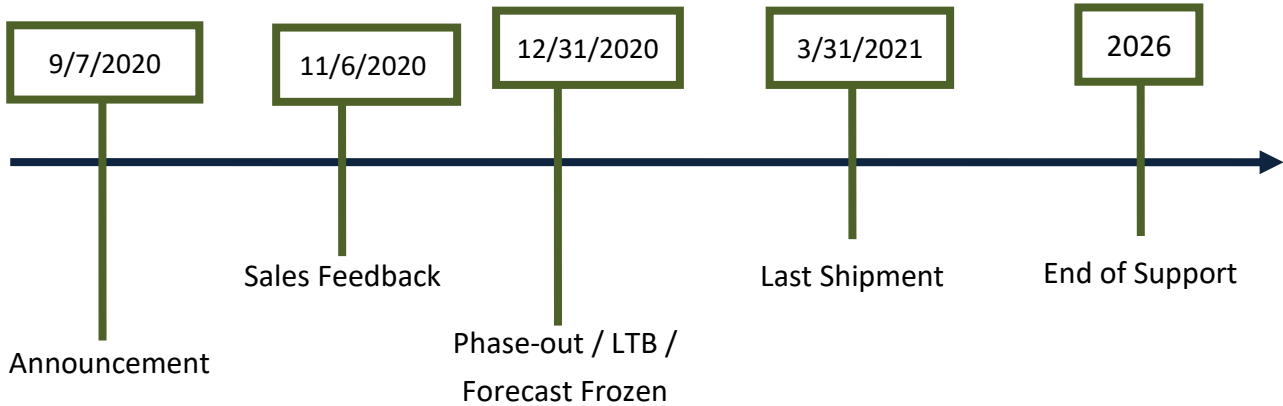 9/7/2020
11/6/2020
12/31/2020
3/31/2021
2026
Sales Feedback
Last Shipment
End of Support
Announcement
Phase-out / LTB /
Forecast Frozen